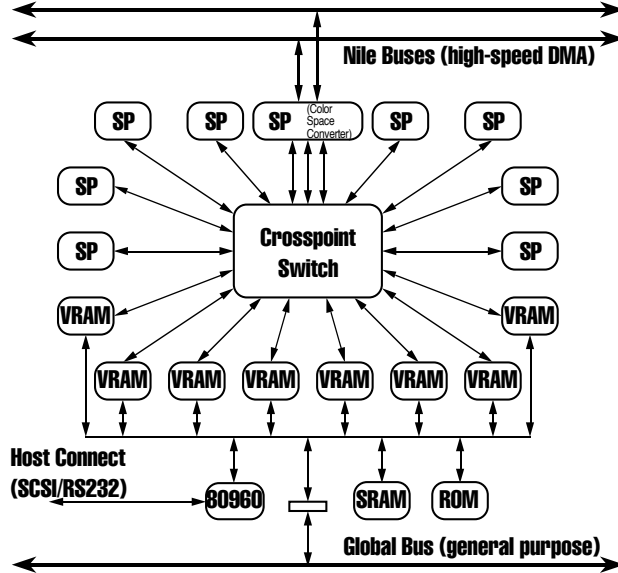 Nile Buses (high-speed DMA)
SP
SP
SP
(Color
Space
Converter)
SP
SP
SP
SP
SP
SP
Crosspoint
Switch
VRAM
VRAM
VRAM
VRAM
VRAM
VRAM
VRAM
VRAM
Host Connect
(SCSI/RS232)
80960
SRAM
ROM
Global Bus (general purpose)